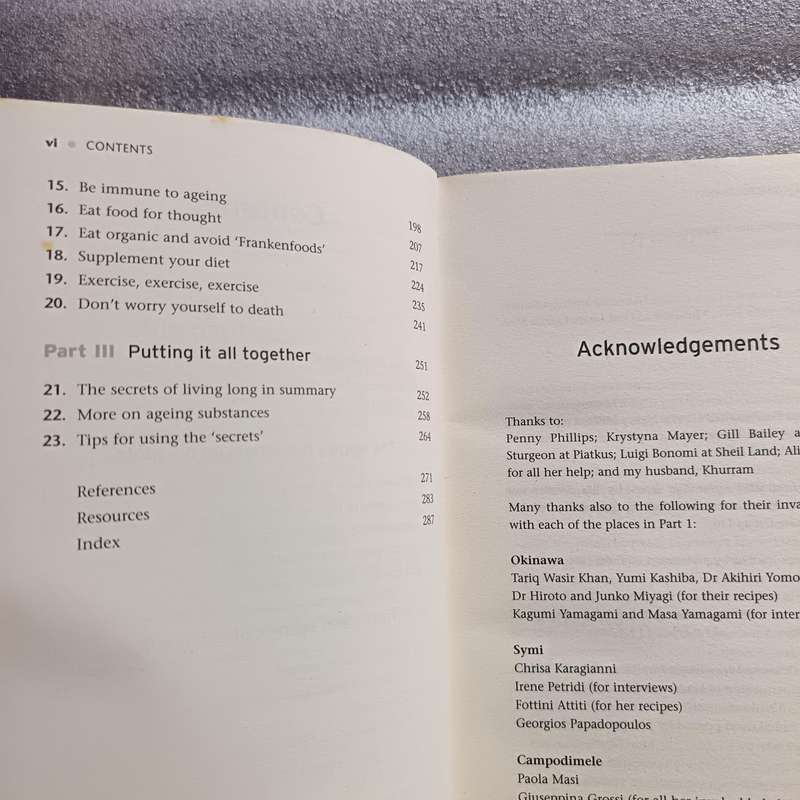 vi • CONTENTS
15. Be immune to ageing 198
16. Eat food for thought 207
17. Eat organic and avoid 'Frankenfoods' 217
18. Supplement your diet 224
19. Exercise, exercise, exercise 235
20. Don't worry yourself to death 241
Part III Putting it all together 251
21. The secrets of living long in summary 252
22. More on ageing substances 258
23. Tips for using the 'secrets' 264
References 271
Resources 283
Index 287
Acknowledgements
Thanks to:
Penny Phillips; Krystyna Mayer; Gill Bailey
Sturgeon at Piatkus; Luigi Bonomi at Sheil Land;
for all her help; and my husband, Khurram
Many thanks also to the following for their
with each of the places in Part 1:
Okinawa
Tariq Wasir Khan, Yumi Kashiba, Dr Akihiri
Dr Hiroto and Junko Miyagi (for their recipes)
Kagumi Yamagami and Masa Yamagami (for
Symi
Chrisa Karagianni
Irene Petridi (for interviews)
Fottini Attiti (for her recipes)
Georgios Papadopoulos
Campodimele
Paola Masi
Giuseppina Grossi (for all her